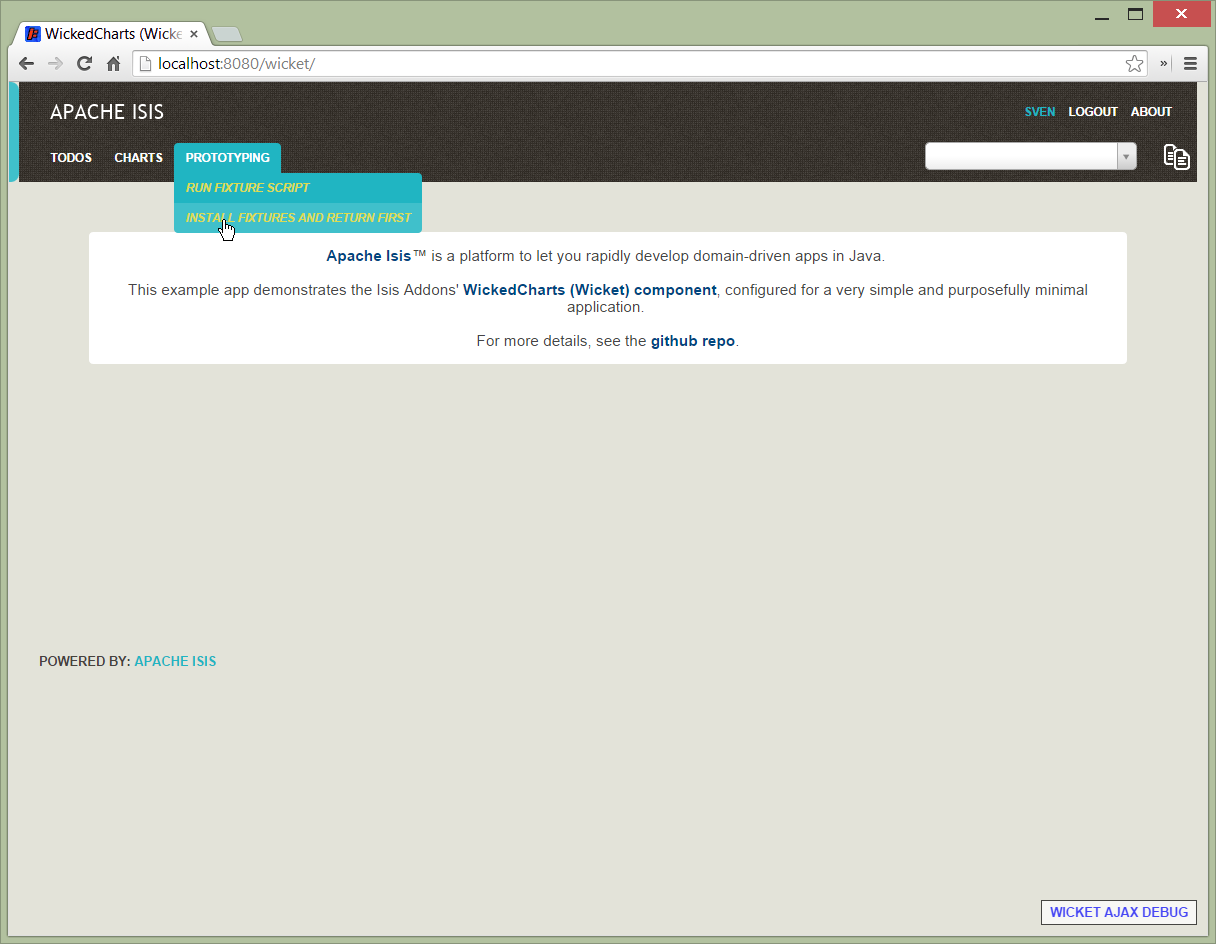 WickedCharts (Wicke
localhost:8080/wicket/
APACHE ISIS
SVEN LOGOUT ABOUT
TODOS CHARTS PROTOTYPING
RUN FIXTURE SCRIPT
INSTALL FIXTURES AND RETURN FIRST
Apache Isis™ is a platform to let you rapidly develop domain-driven apps in Java.
This example app demonstrates the Isis Addons' WickedCharts (Wicket) component, configured for a very simple and purposefully minimal
application.
For more details, see the github repo.
POWERED BY: APACHE ISIS
WICKET AJAX DEBUG